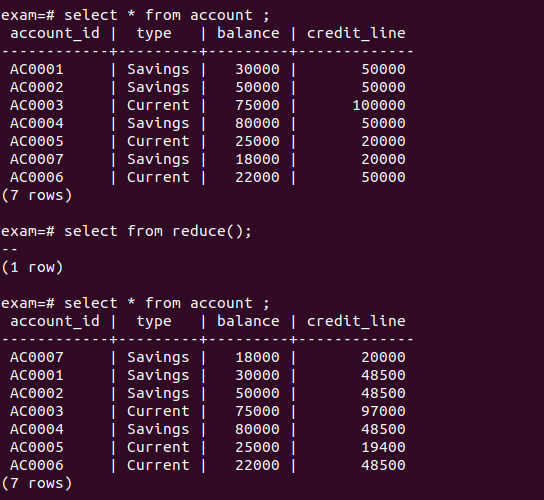 exam=# select * from account ;
 account_id |  type   | balance | credit_line
------------+---------+---------+-------------
 AC0001     | Savings |   30000 |       50000
 AC0002     | Savings |   50000 |       50000
 AC0003     | Current |   75000 |      100000
 AC0004     | Savings |   80000 |       50000
 AC0005     | Current |   25000 |       20000
 AC0007     | Savings |   18000 |       20000
 AC0006     | Current |   22000 |       50000
(7 rows)

exam=# select from reduce();
--
(1 row)

exam=# select * from account ;
 account_id |  type   | balance | credit_line
------------+---------+---------+-------------
 AC0007     | Savings |   18000 |       20000
 AC0001     | Savings |   30000 |       48500
 AC0002     | Savings |   50000 |       48500
 AC0003     | Current |   75000 |       97000
 AC0004     | Savings |   80000 |       48500
 AC0005     | Current |   25000 |       19400
 AC0006     | Current |   22000 |       48500
(7 rows)